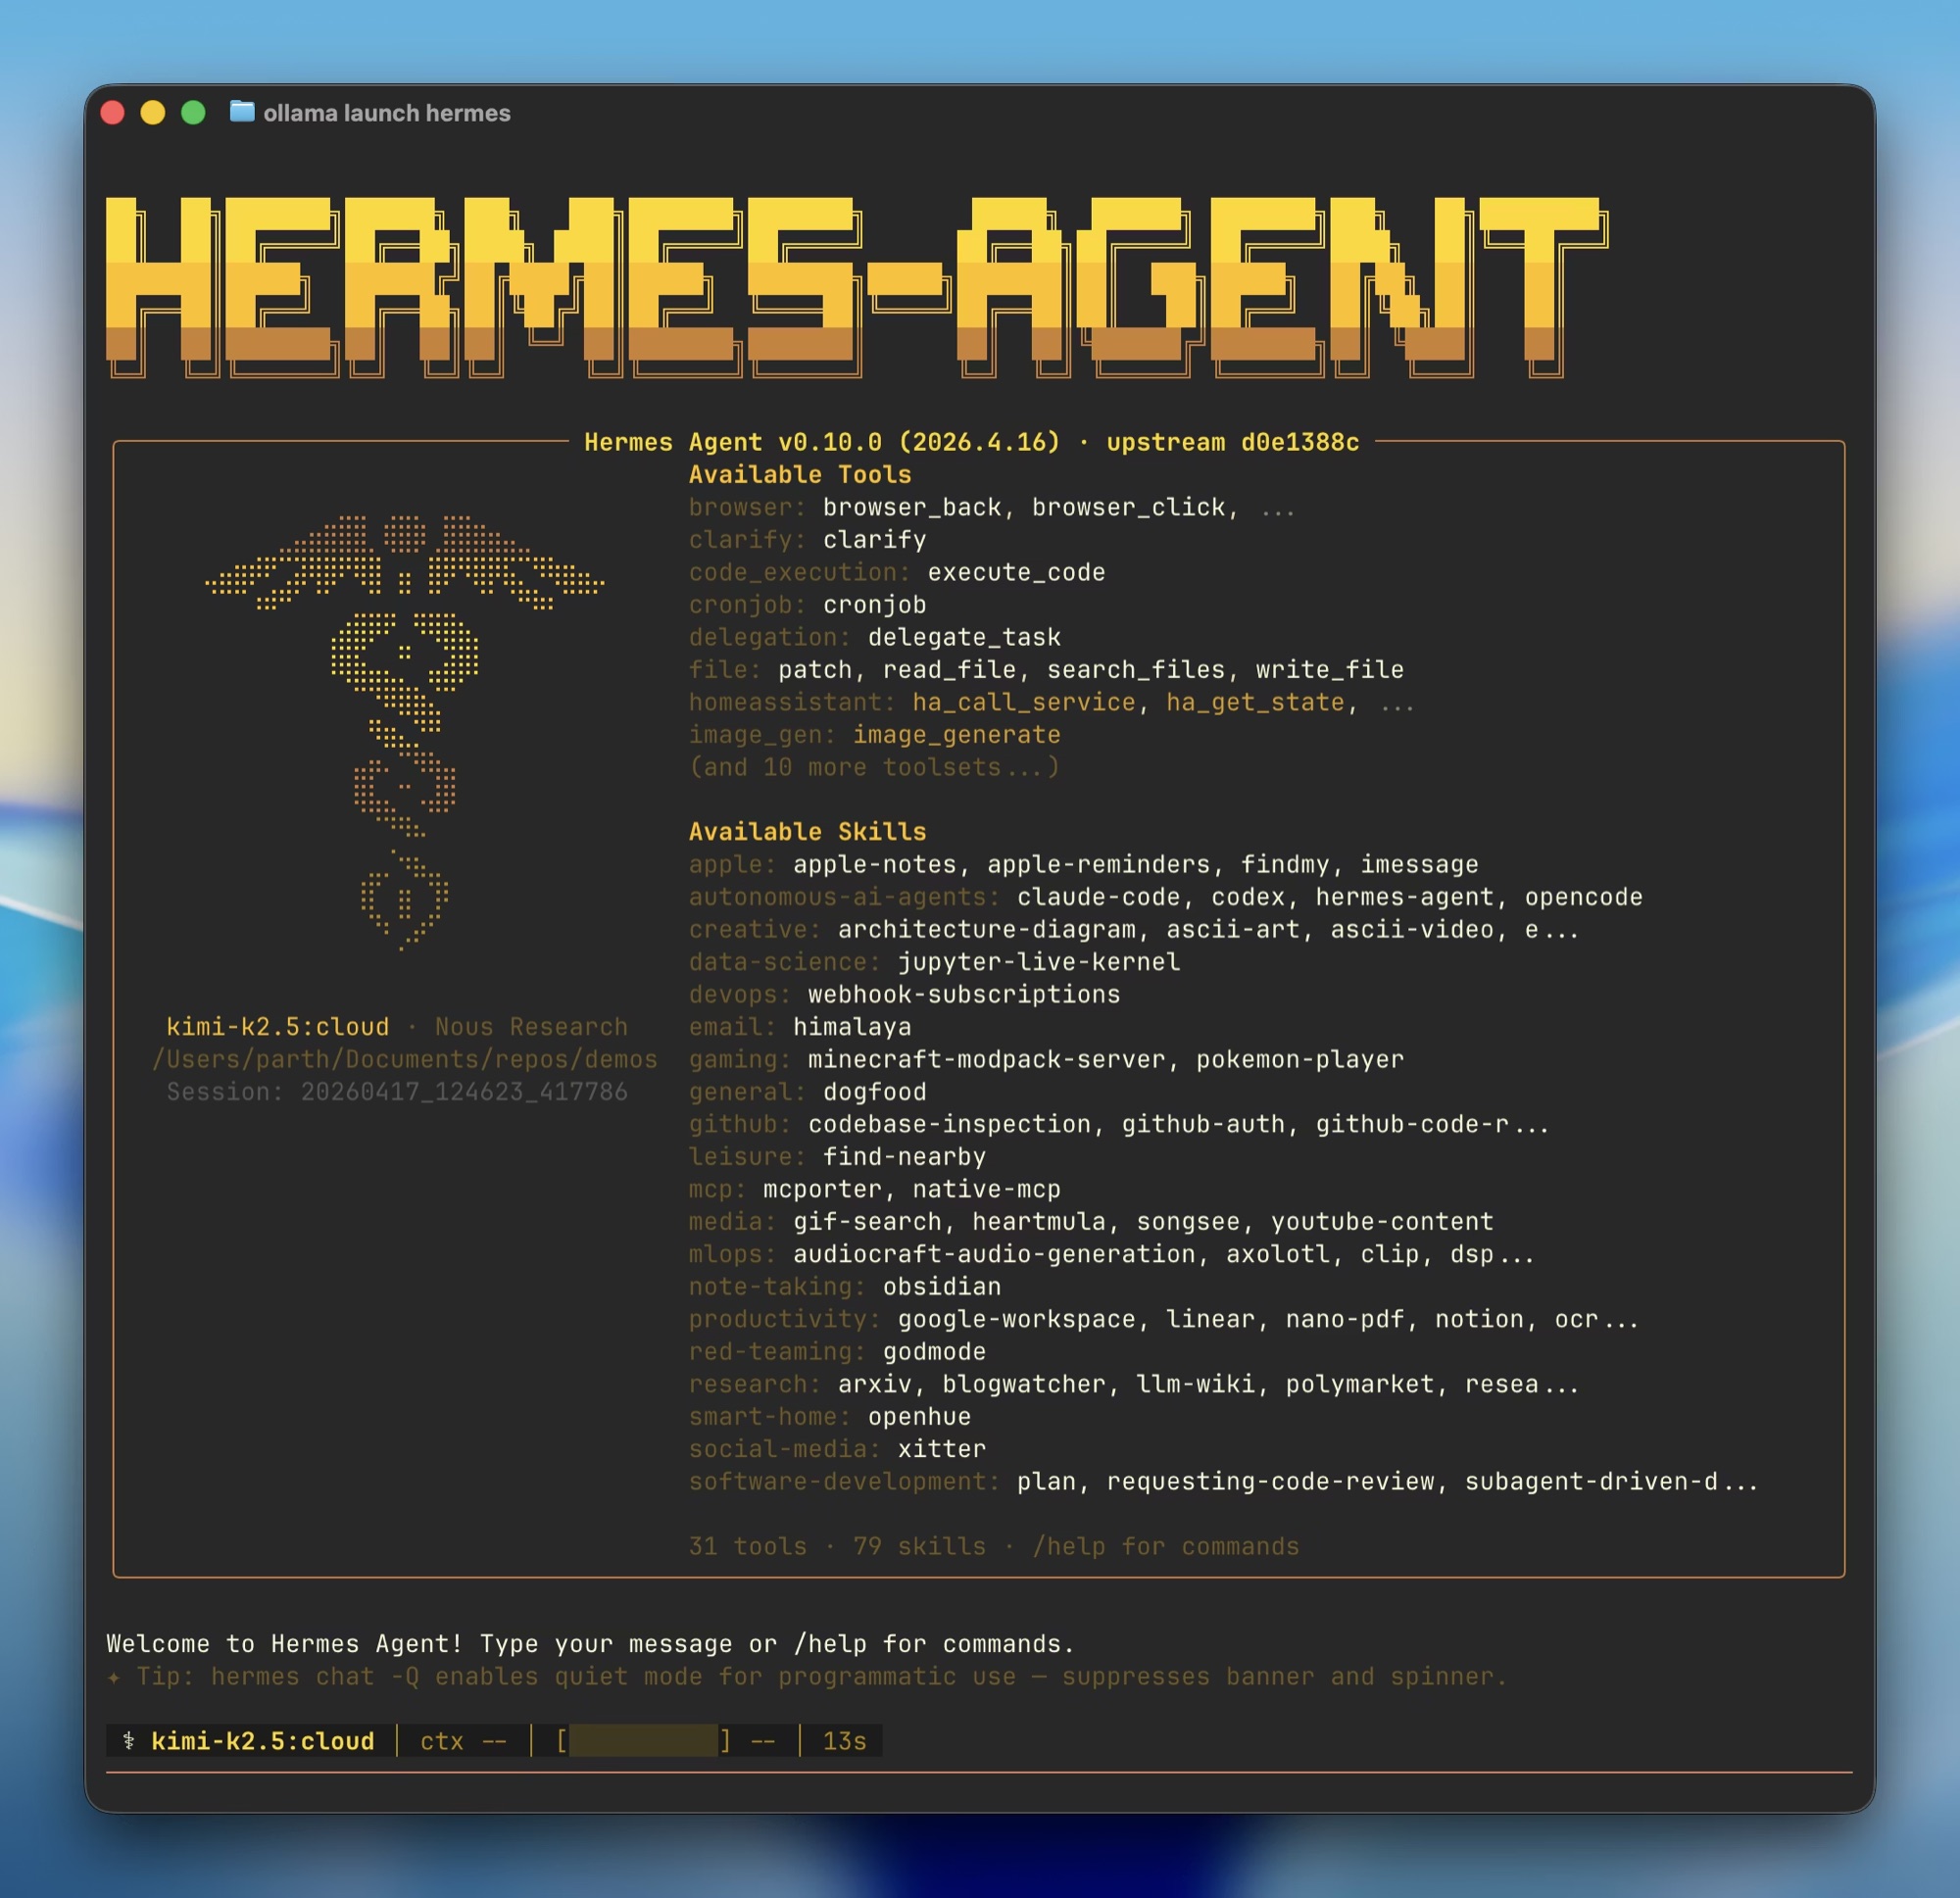 ollama launch hermes
HERMES-AGENT
Hermes Agent v0.10.0 (2026.4.16) · upstream d0e1388c
Available Tools
browser: browser_back, browser_click, ...
clarify: clarify
code_execution: execute_code
cronjob: cronjob
delegation: delegate_task
file: patch, read_file, search_files, write_file
homeassistant: ha_call_service, ha_get_state, ...
image_gen: image_generate
(and 10 more toolsets...)
Available Skills
apple: apple-notes, apple-reminders, findmy, imessage
autonomous-ai-agents: claude-code, codex, hermes-agent, opencode
creative: architecture-diagram, ascii-art, ascii-video, e...
data-science: jupyter-live-kernel
devops: webhook-subscriptions
kimi-k2.5:cloud · Nous Research
/Users/parth/Documents/repos/demos
Session: 20260417_124623_417786
email: himalaya
gaming: minecraft-modpack-server, pokemon-player
general: dogfood
github: codebase-inspection, github-auth, github-code-r...
leisure: find-nearby
mcp: mcporter, native-mcp
media: gif-search, heartmula, songsee, youtube-content
mlops: audiocraft-audio-generation, axolotl, clip, dsp...
note-taking: obsidian
productivity: google-workspace, linear, nano-pdf, notion, ocr...
red-teaming: godmode
research: arxiv, blogwatcher, llm-wiki, polymarket, resea...
smart-home: openhue
social-media: xitter
software-development: plan, requesting-code-review, subagent-driven-d...
31 tools · 79 skills · /help for commands
Welcome to Hermes Agent! Type your message or /help for commands.
✦ Tip: hermes chat -Q enables quiet mode for programmatic use — suppresses banner and spinner.
⚕ kimi-k2.5:cloud │ ctx -- │ [          ] -- │ 13s